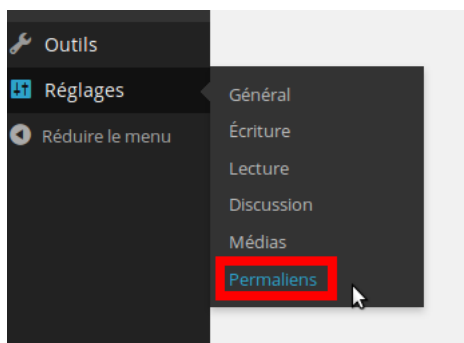 Outils
Réglages
Réduire le menu
Général
Écriture
Lecture
Discussion
Médias
Permaliens